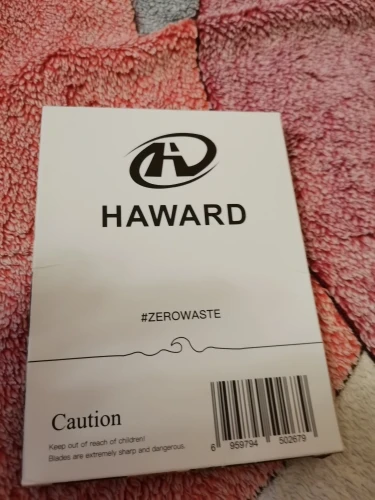 HAWARD
#ZEROWASTE
Caution
Keep out of reach of children!
Blades are extremely sharp and dangerous.
6 959794 502679